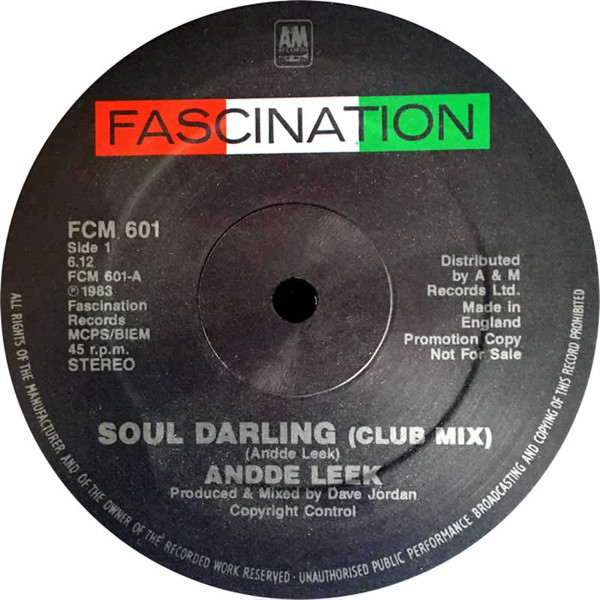 AM
RECORDS
FASCINATION
FCM 601
Side 1
6.12
FCM 601-A
℗ 1983
Fascination
Records
MCPS/BIEM
45 r.p.m.
STEREO
Distributed
by A & M
Records Ltd.
Made in
England
Promotion Copy
Not For Sale
SOUL DARLING (CLUB MIX)
(Andde Leek)
ANDDE LEEK
Produced & Mixed by Dave Jordan
Copyright Control
ALL RIGHTS OF THE MANUFACTURER AND OF THE OWNER OF THE RECORDED WORK RESERVED · UNAUTHORISED PUBLIC PERFORMANCE · BROADCASTING AND COPYING OF THIS RECORD PROHIBITED